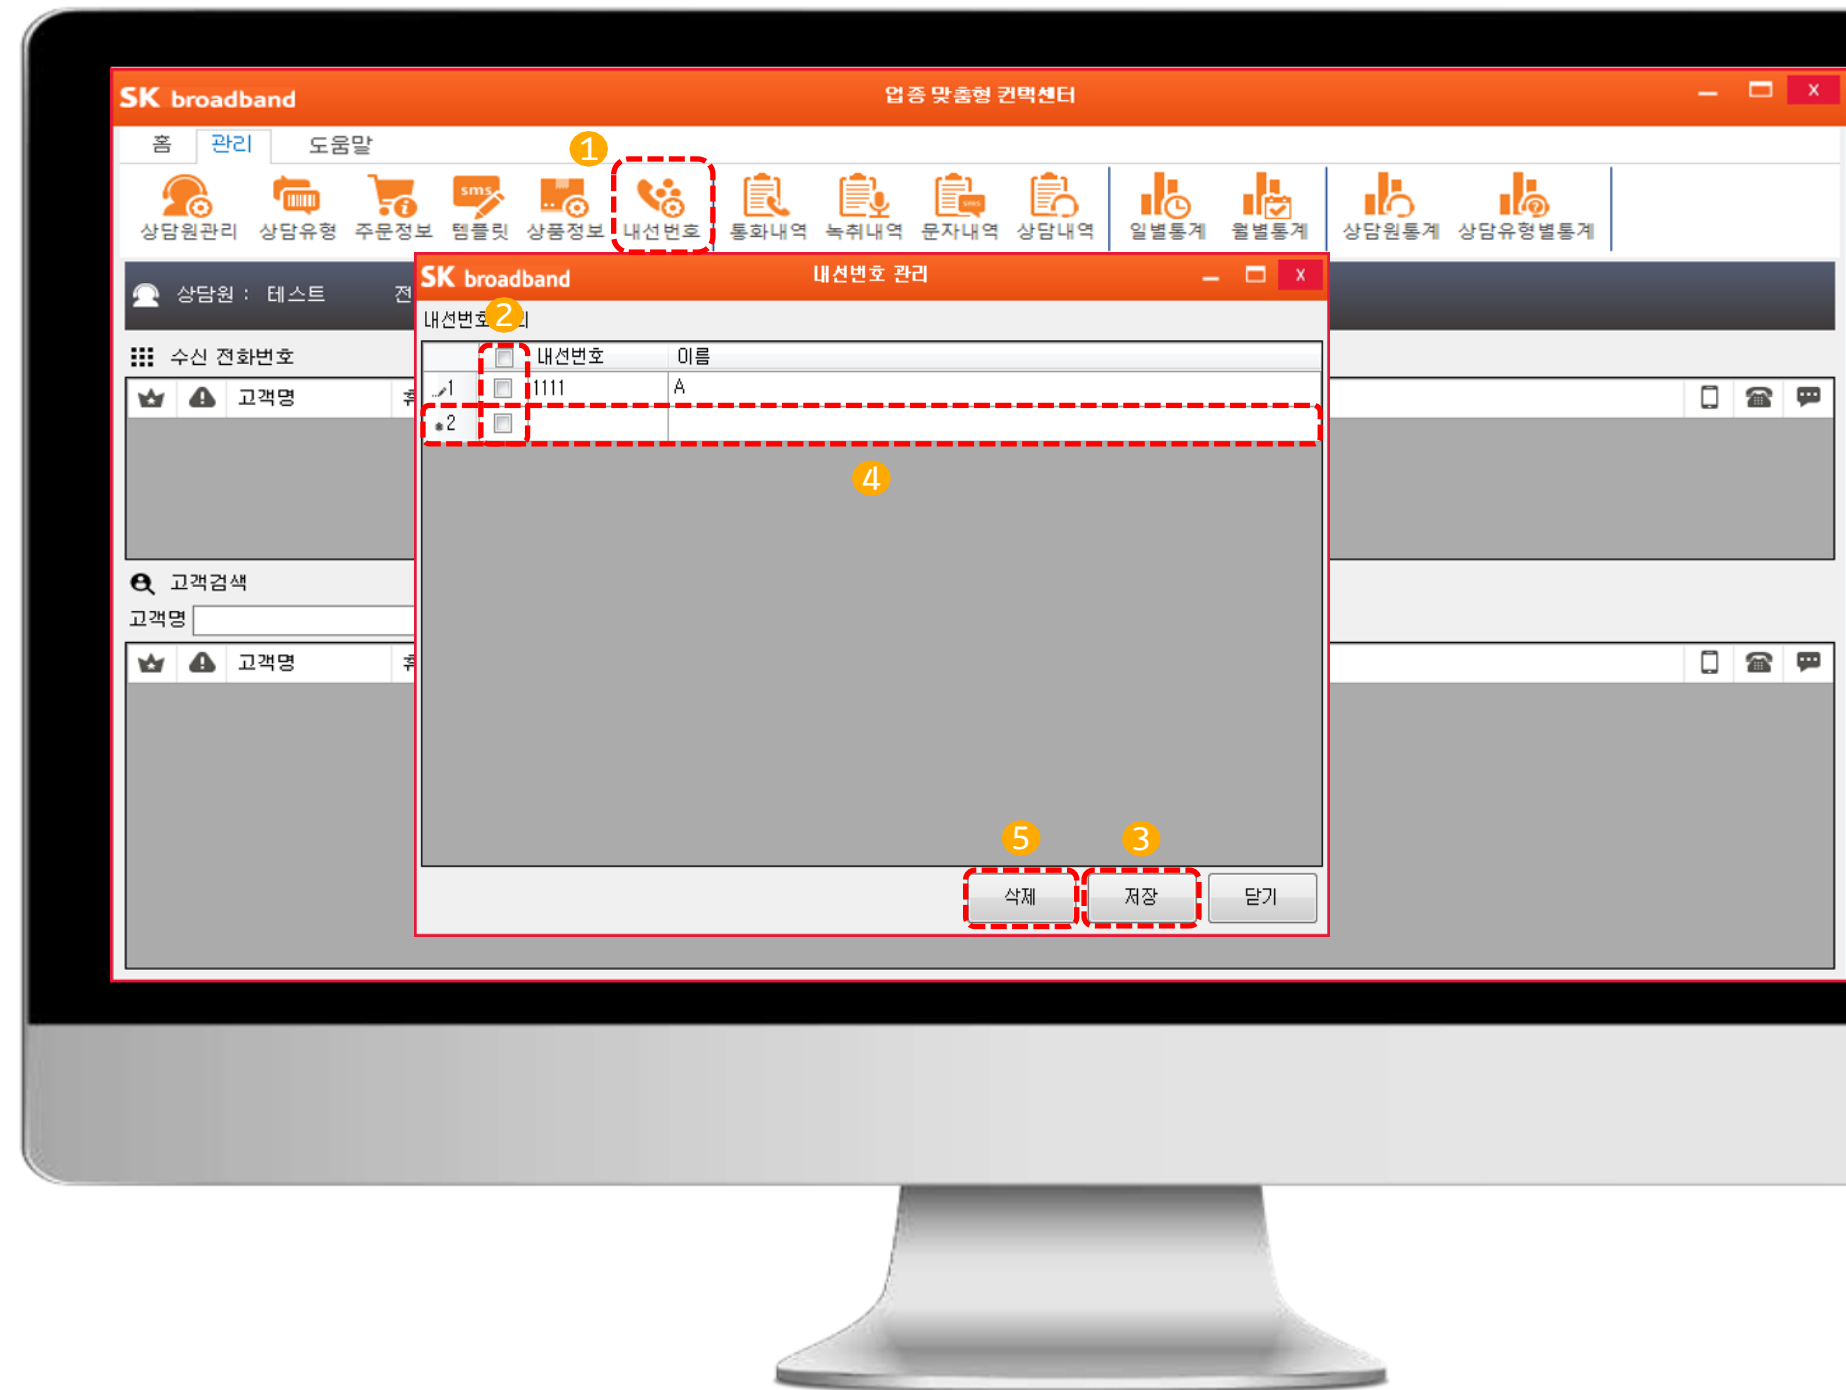 SK broadband 업종 맞춤형 컨택센터 x
홈 관리 도움말 1
sms sms
상담원관리 상담유형 주문정보 템플릿 상품정보 내선번호 통화내역 녹취내역 문자내역 상담내역 일별통계 월별통계 상담원통계 상담유형별통계
상담원 : 테스트 전
SK broadband 내선번호 관리 x
내선번호 2
수신 전화번호
내선번호 이름
고객명
1 1111 A
2
4
고객검색
고객명
고객명
5 3
삭제 저장 닫기